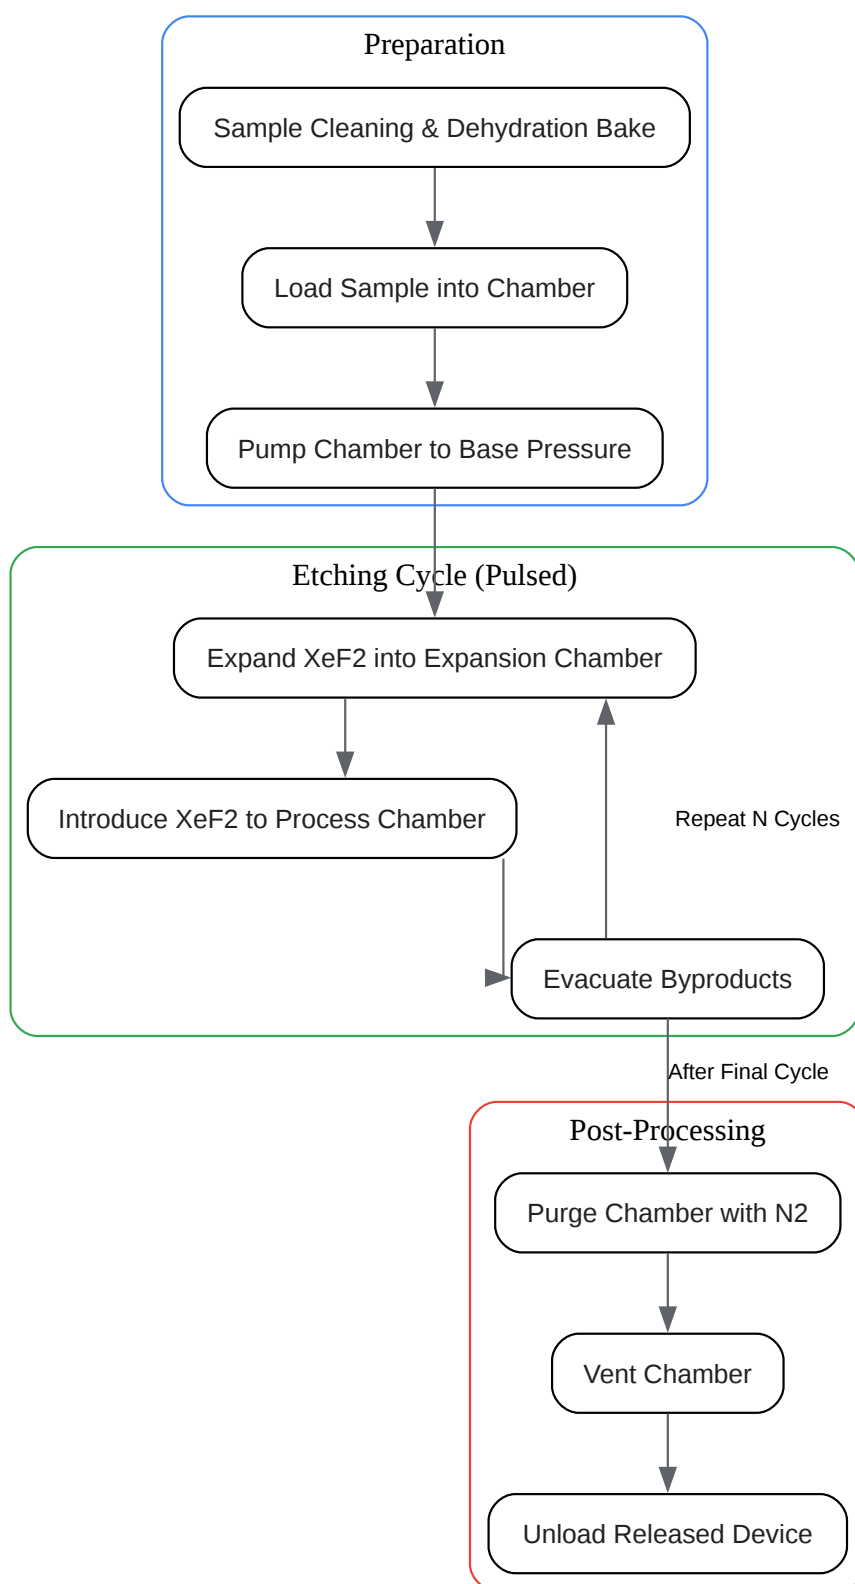 Preparation
Sample Cleaning & Dehydration Bake
Load Sample into Chamber
Pump Chamber to Base Pressure
Etching Cycle (Pulsed)
Expand XeF2 into Expansion Chamber
Introduce XeF2 to Process Chamber
Repeat N Cycles
Evacuate Byproducts
After Final Cycle
Post-Processing
Purge Chamber with N2
Vent Chamber
Unload Released Device